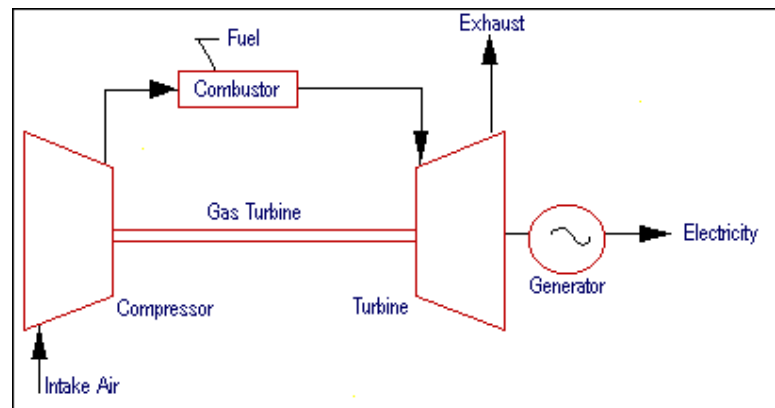 Exhaust
Fuel
Combustor
Gas Turbine
Electricity
Generator
Compressor
Turbine
Intake Air